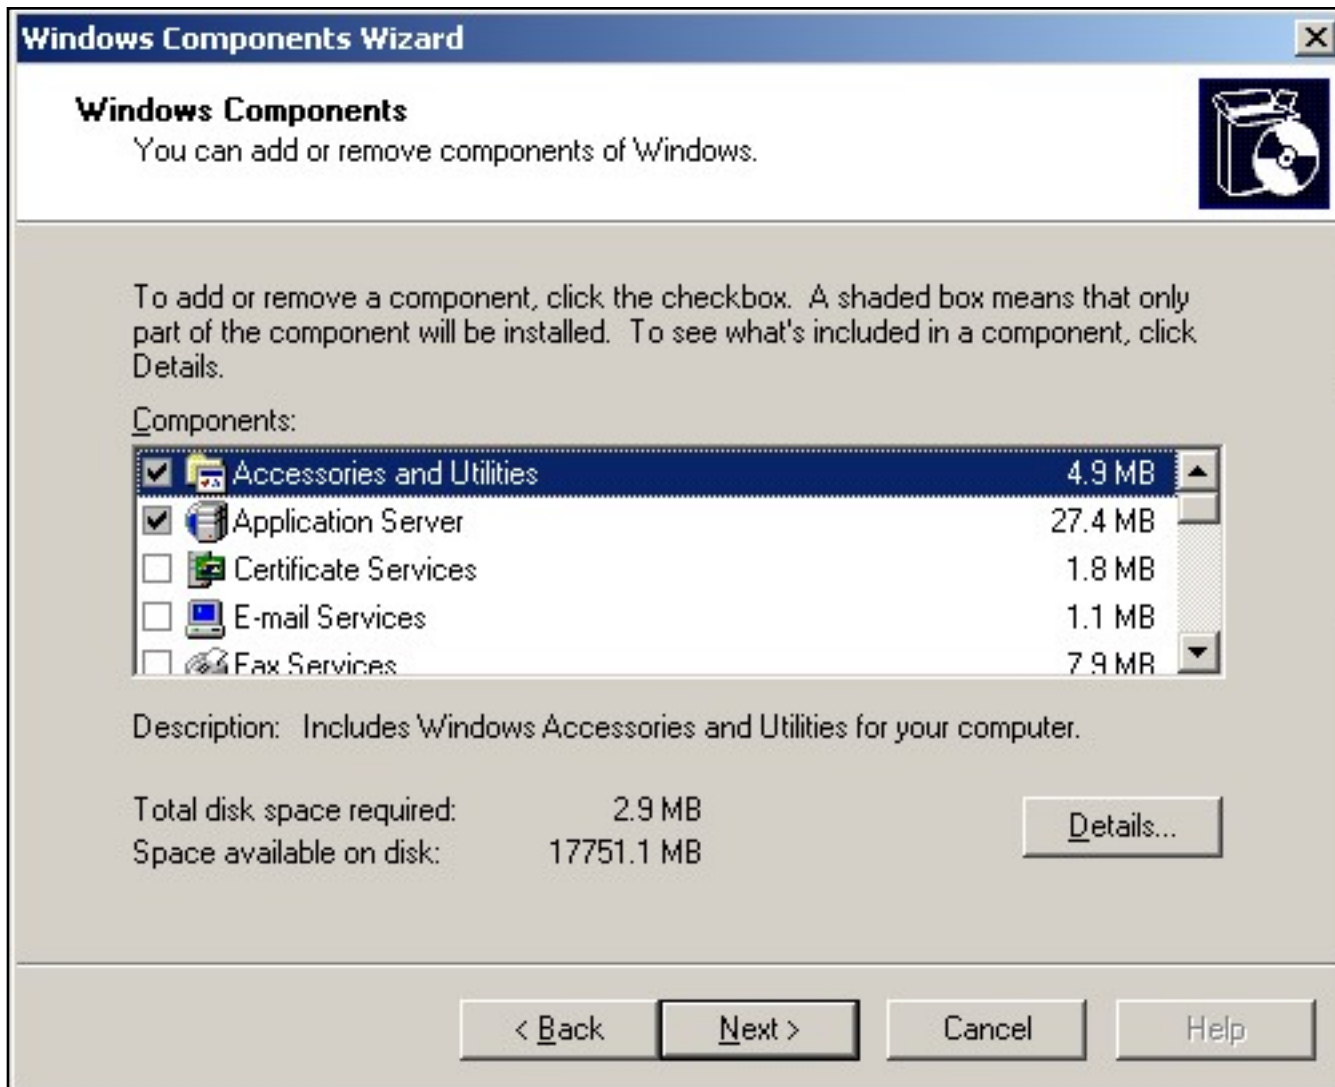 Windows Components Wizard
Windows Components
You can add or remove components of Windows.
To add or remove a component, click the checkbox.  A shaded box means that only
part of the component will be installed.  To see what's included in a component, click
Details.
Components:
Accessories and Utilities 4.9 MB
Application Server 27.4 MB
Certificate Services 1.8 MB
E-mail Services 1.1 MB
Fax Services 7.9 MB
Description:   Includes Windows Accessories and Utilities for your computer.
Total disk space required: 2.9 MB
Space available on disk: 17751.1 MB
Details...
< Back Next > Cancel Help